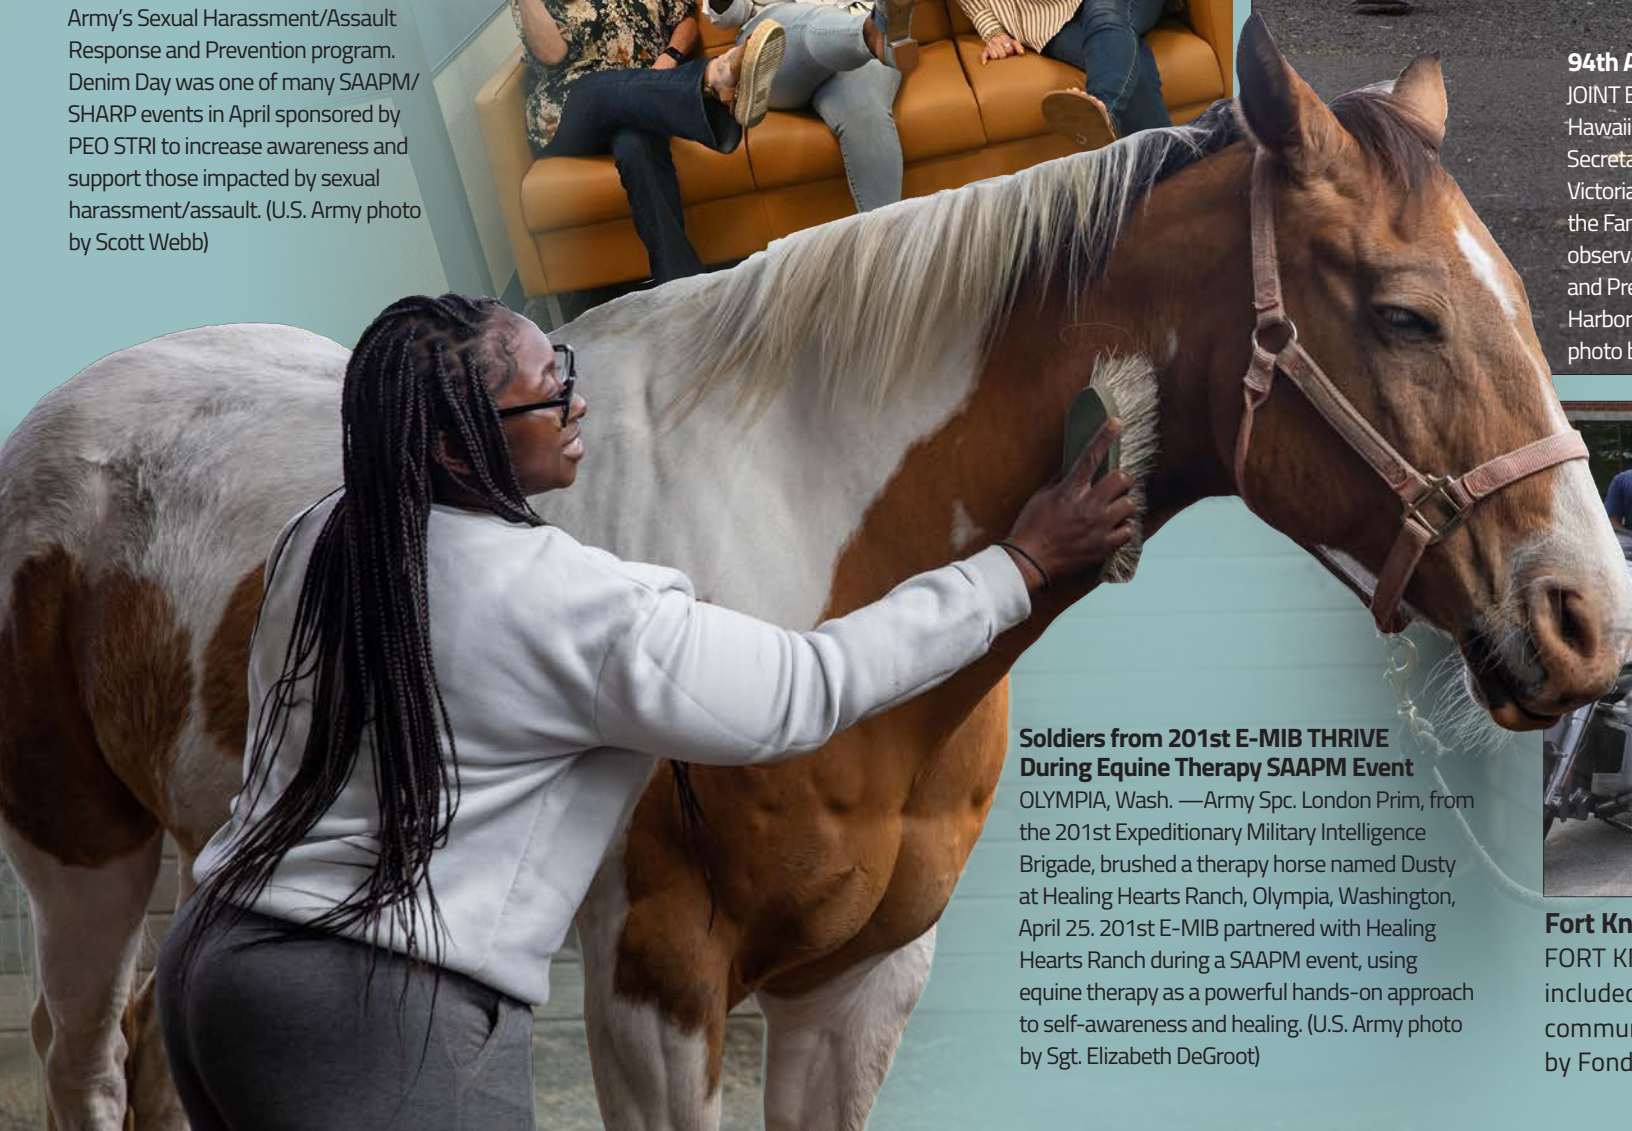 Army’s Sexual Harassment/Assault
Response and Prevention program.
Denim Day was one of many SAAPM/
SHARP events in April sponsored by
PEO STRI to increase awareness and
support those impacted by sexual
harassment/assault. (U.S. Army photo
by Scott Webb)
94th A
JOINT B
Hawaii
Secreta
Victoria
the Far
observa
and Pre
Harbor
photo b
Soldiers from 201st E-MIB THRIVE
During Equine Therapy SAAPM Event
OLYMPIA, Wash. —Army Spc. London Prim, from
the 201st Expeditionary Military Intelligence
Brigade, brushed a therapy horse named Dusty
at Healing Hearts Ranch, Olympia, Washington,
April 25. 201st E-MIB partnered with Healing
Hearts Ranch during a SAAPM event, using
equine therapy as a powerful hands-on approach
to self-awareness and healing. (U.S. Army photo
by Sgt. Elizabeth DeGroot)
Fort Kn
FORT KN
included
commun
by Fond